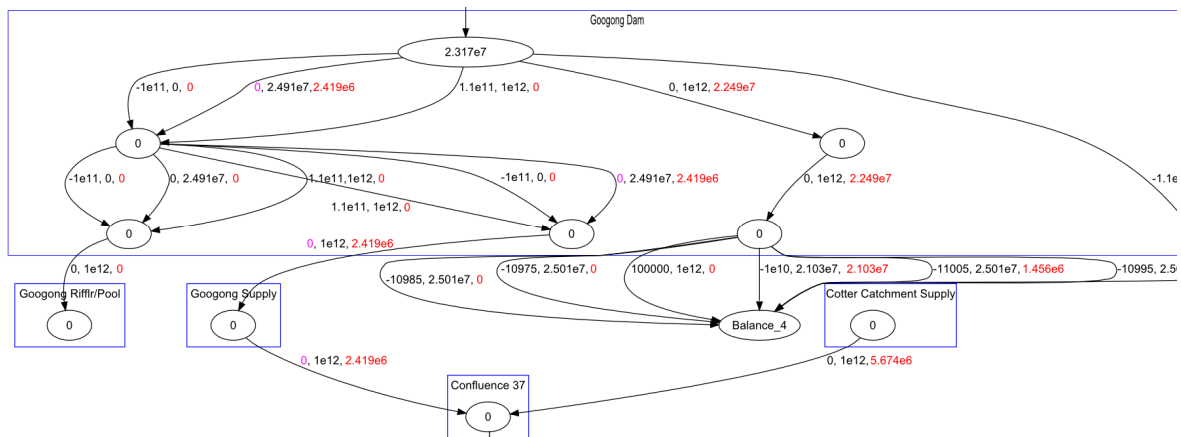 Googong Dam
2.317e7
-1e11, 0, 0
0, 2.491e7,2.419e6
1.1e11, 1e12, 0
0, 1e12, 2.249e7
-1.1e
0
0
-1e11, 0, 0
0, 2.491e7, 0
1.1e11,1e12, 0
-1e11, 0, 0
0, 2.491e7, 2.419e6
0, 1e12, 2.249e7
1.1e11, 1e12, 0
0
0
0
0, 1e12, 0
0, 1e12, 2.419e6
-10985, 2.501e7, 0
-10975, 2.501e7,0
100000, 1e12, 0
-1e10, 2.103e7, 2.103e7
-11005, 2.501e7,1.456e6
-10995, 2.50
Googong Rifflr/Pool
Googong Supply
Cotter Catchment Supply
0
0
Balance_4
0
0, 1e12, 2.419e6
0, 1e12,5.674e6
Confluence 37
0